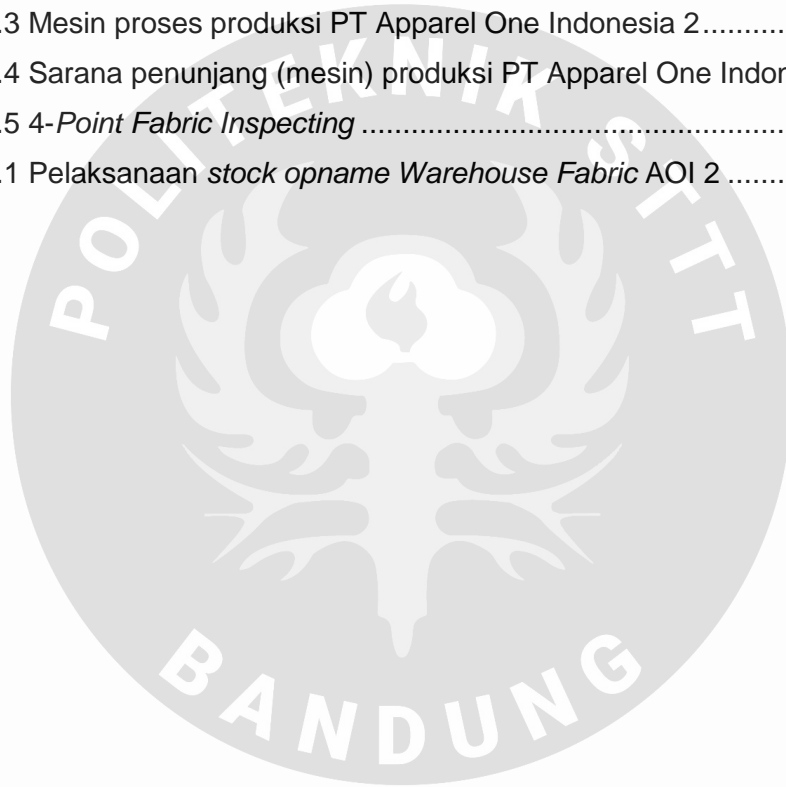 .3 Mesin proses produksi PT Apparel One Indonesia 2...........
.4 Sarana penunjang (mesin) produksi PT Apparel One Indon
.5 4-Point Fabric Inspecting ......................................................
.1 Pelaksanaan stock opname Warehouse Fabric AOI 2 ........
POLITEKNIK STTT
BANDUNG